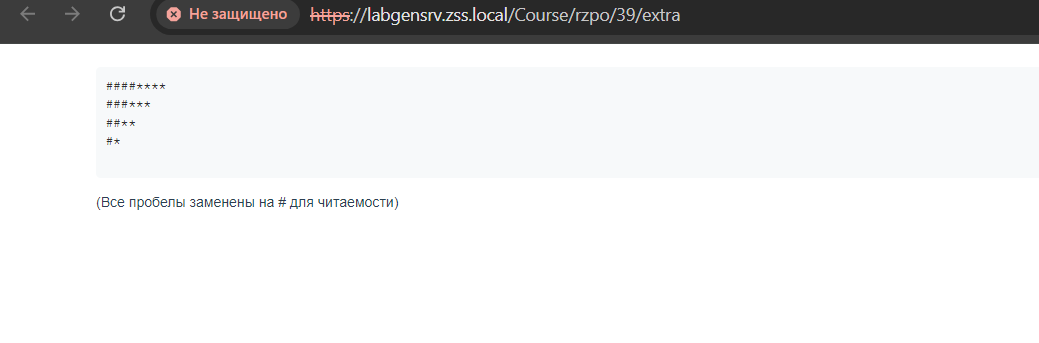 Не защищено https://labgensrv.zss.local/Course/rzpo/39/extra
####****
###***
##**
#*
(Все пробелы заменены на # для читаемости)